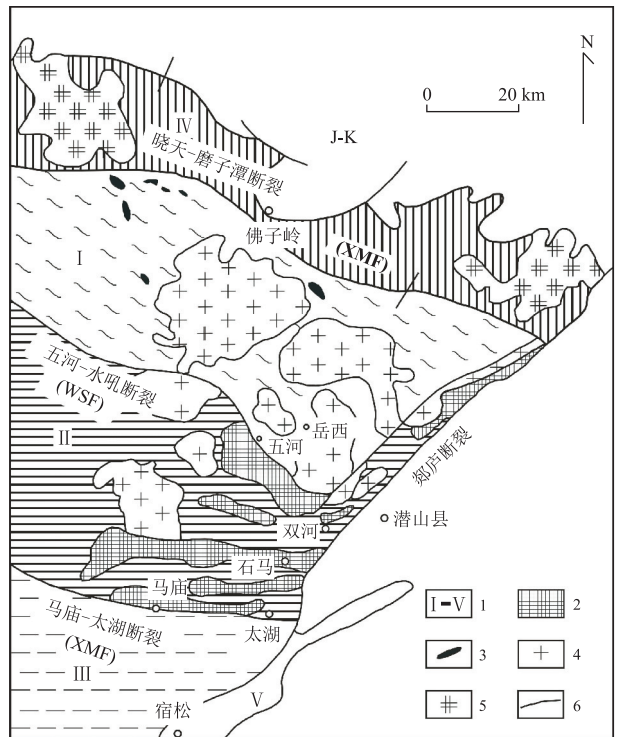 N
0 20 km
J-K
IV
晓天-磨子潭断裂
佛子岭
(XMF)
I
五河-水吼断裂
(WSF)
II
岳西
五河
郯庐断裂
潜山县
双河
石马
马庙
太湖
马庙-太湖断裂
(XMF)
III
V
宿松
I-V 1
2
3
4
5
6